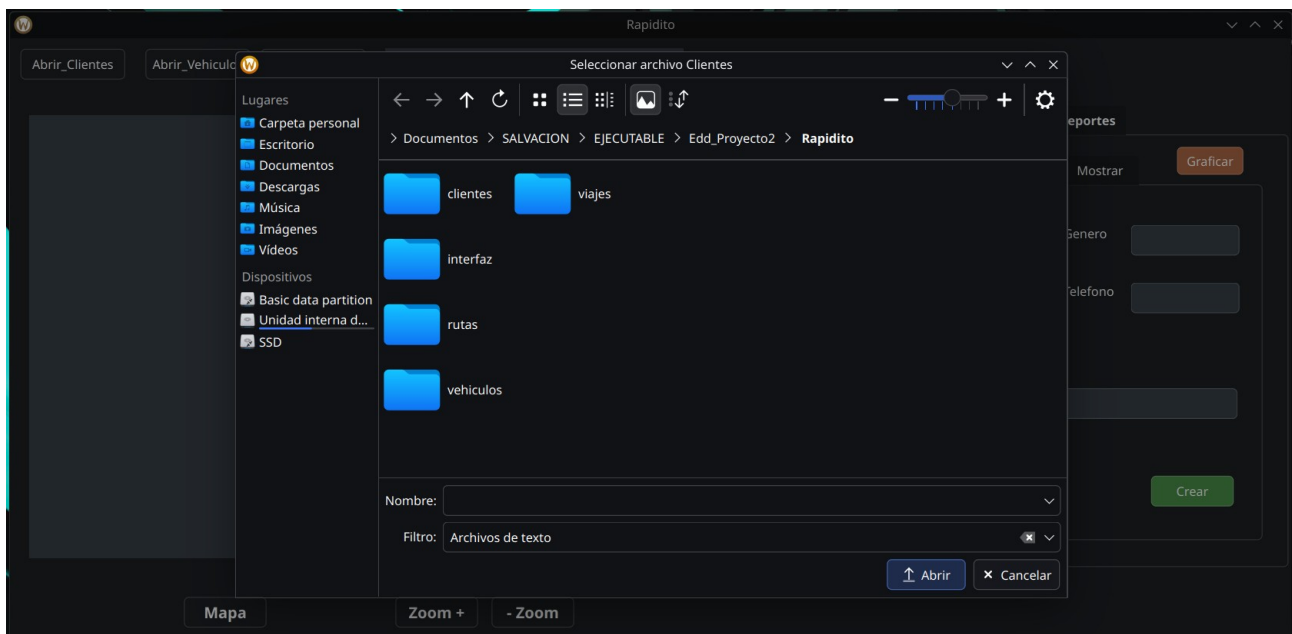 Rapidito
Abrir_Clientes
Abrir_Vehiculo
Seleccionar archivo Clientes
Lugares
Carpeta personal
Escritorio
Documentos
Descargas
Música
Imágenes
Vídeos
Dispositivos
Basic data partition
Unidad interna d...
SSD
> Documentos > SALVACION > EJECUTABLE > Edd_Proyecto2 > Rapidito
clientes
viajes
interfaz
rutas
vehiculos
Nombre:
Filtro: Archivos de texto
Abrir
Cancelar
eportes
Mostrar
Graficar
Genero
Telefono
Crear
Mapa
Zoom +
- Zoom